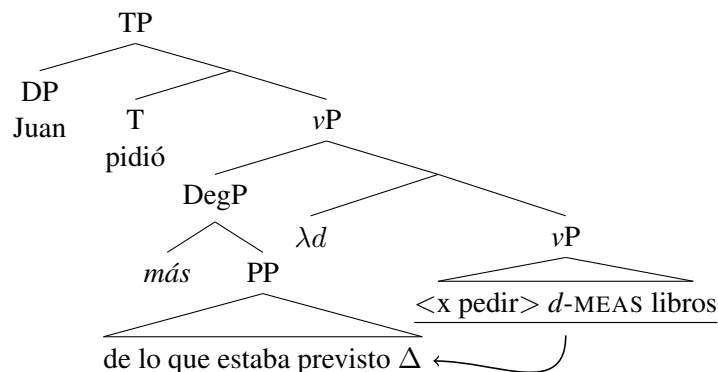 TP
DP
Juan
T
pidió
vP
DegP
λd
vP
más
PP
<x pedir> d-MEAS libros
de lo que estaba previsto Δ